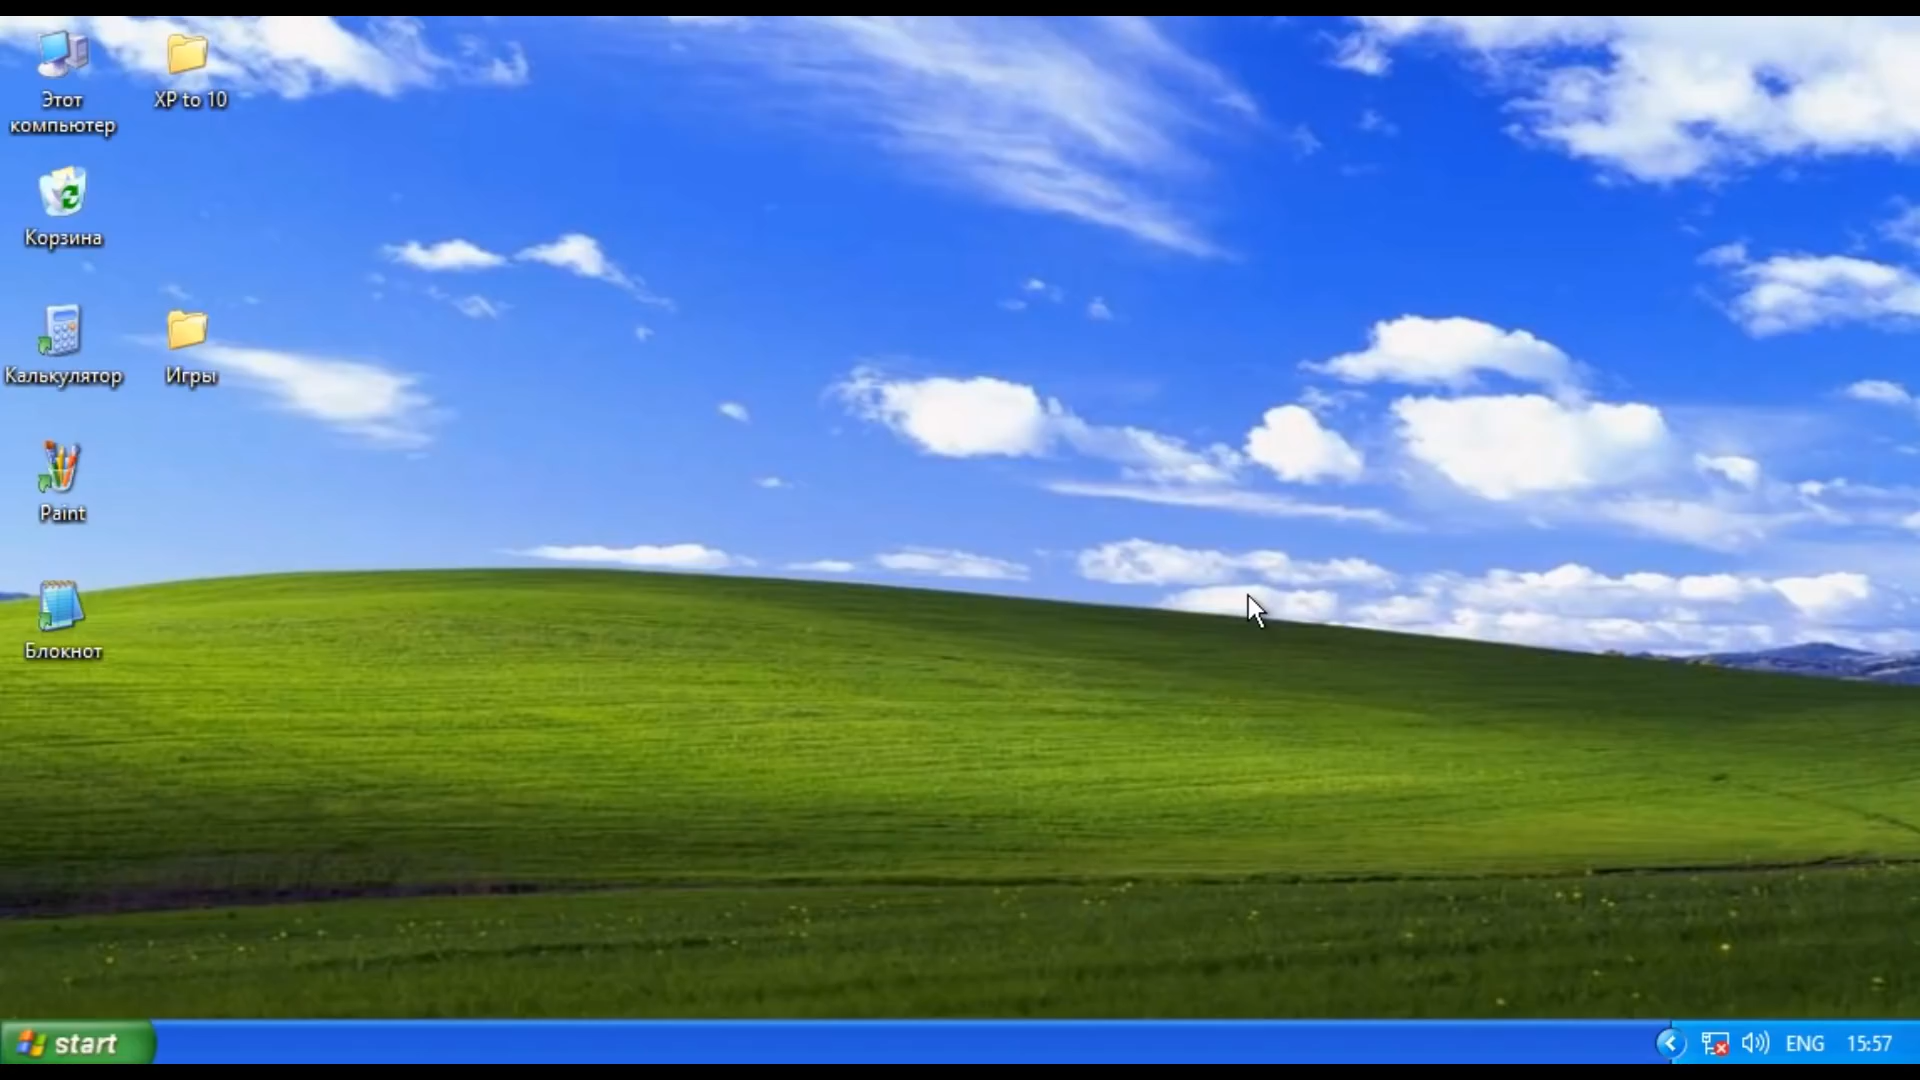 Этот
компьютер
XP to 10
Корзина
Калькулятор
Игры
Paint
Блокнот
start
ENG
15:57